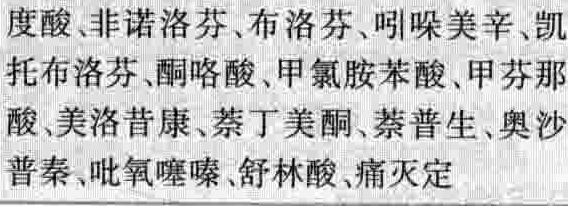 度酸、非诺洛芬、布洛芬、吲哚美辛、凯
托布洛芬、酮咯酸、甲氯胺苯酸、甲芬那
酸、美洛昔康、萘丁美酮、萘普生、奥沙
普秦、吡氧噻嗪、舒林酸、痛灭定